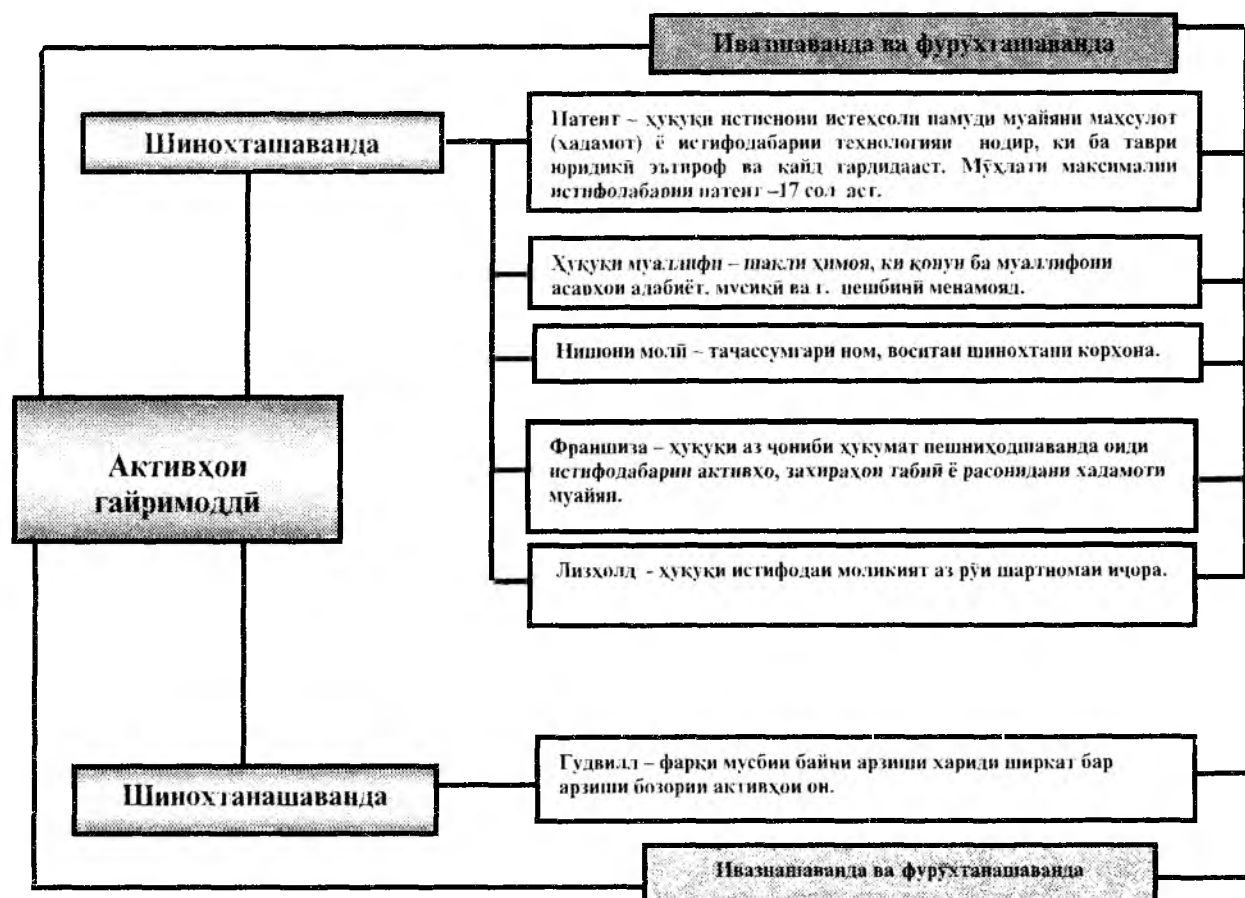 Ивазшаванда ва фурӯхташаванда
Шинохташаванда
Патент – ҳуқуқи истисноии истеҳсоли намуди муайяни маҳсулот
(хадамот) ё истифодабарии технологияи нодир, ки ба таври
юридикӣ эътироф ва қайд гардидааст. Мӯҳлати максималии
истифодабарии патент –17 сол аст.
Ҳуқуқи муаллифи – шакли ҳимоя, ки қонун ба муаллифони
асарҳои адабиёт, мусиқӣ ва ғ. пешбинӣ менамояд.
Нишони молӣ – таҷассумгари ном, воситаи шинохтани корхона.
Активҳои
ғайримоддӣ
Франшиза – ҳуқуқи аз ҷониби ҳукумат пешниҳодшаванда оиди
истифодабарии активҳо, захираҳои табиӣ ё расонидани хадамоти
муайян.
Лизҳолд - ҳуқуқи истифодаи моликият аз рӯи шартномаи иҷора.
Шинохтанашаванда
Гудвилл – фарқи мусбии байни арзиши хариди ширкат бар
арзиши бозории активҳои он.
Ивазнашаванда ва фурӯхтанашаванда